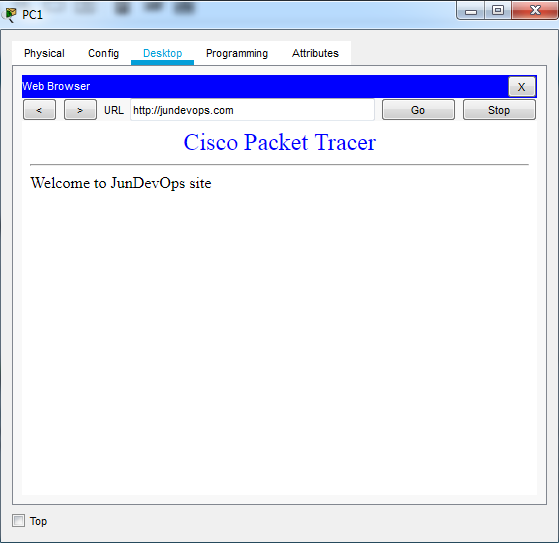 PC1
Physical Config Desktop Programming Attributes
Web Browser X
< > URL http://jundevops.com Go Stop
Cisco Packet Tracer
Welcome to JunDevOps site
Top